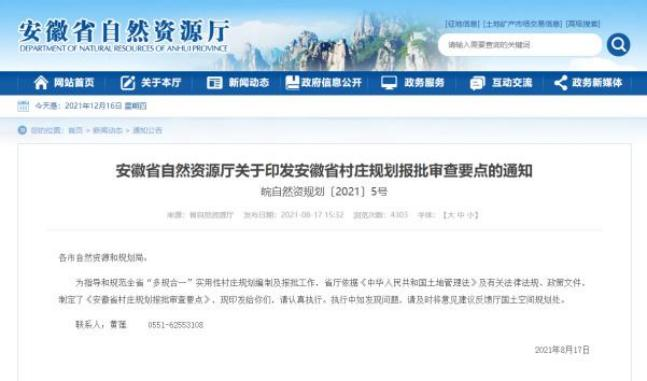 安徽省自然资源厅
DEPARTMENT OF NATURAL RESOURCES OF ANHUI PROVINCE
[征地信息] [土地矿产市场交易信息] [高级搜索]
请输入需要查询的关键词
网站首页 关于本厅 新闻动态 政府信息公开 政务服务 互动交流 政务新媒体
今天是：2021年12月16日 星期四
您的位置：首页 > 新闻动态 > 通知公告
安徽省自然资源厅关于印发安徽省村庄规划报批审查要点的通知
皖自然资规划〔2021〕5号
来源：省自然资源厅 发布日期：2021-08-17 15:32 浏览次数：4303 字体：【大 中 小】
各市自然资源和规划局，
为指导和规范全省“多规合一”实用性村庄规划编制及报批工作，省厅依据《中华人民共和国土地管理法》及有关法律法规、政策文件，
制定了《安徽省村庄规划报批审查要点》，现印发给你们，请认真执行。执行中如发现问题，请及时将意见建议反馈厅国土空间规划处。
联系人：黄莲 0551-62553108
2021年8月17日